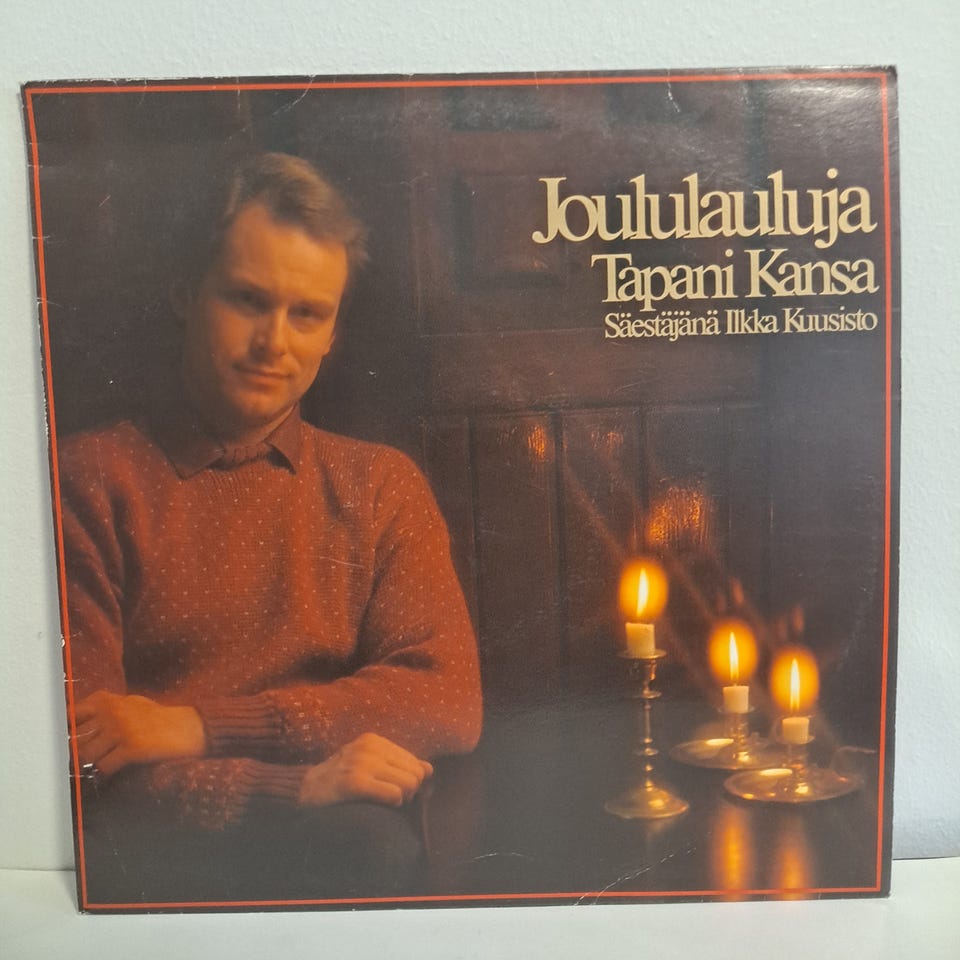 Joululauluja
Tapani Kansa
Säestäjänä Ilkka Kuusisto